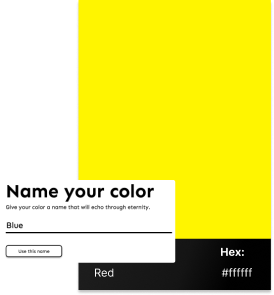 Name your color
Give your color a name that will echo through eternity.
Blue
Use this name
Hex:
Red
#ffffff